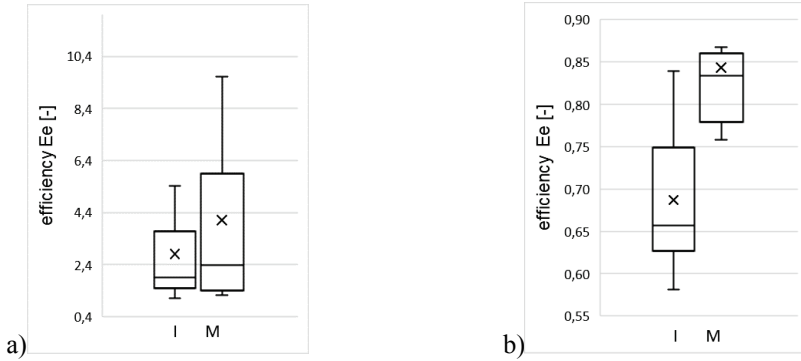 efficiency Ee [-]
10,4
8,4
6,4
4,4
2,4
0,4
I M
a)
efficiency Ee [-]
0,90
0,85
0,80
0,75
0,70
0,65
0,60
0,55
I M
b)